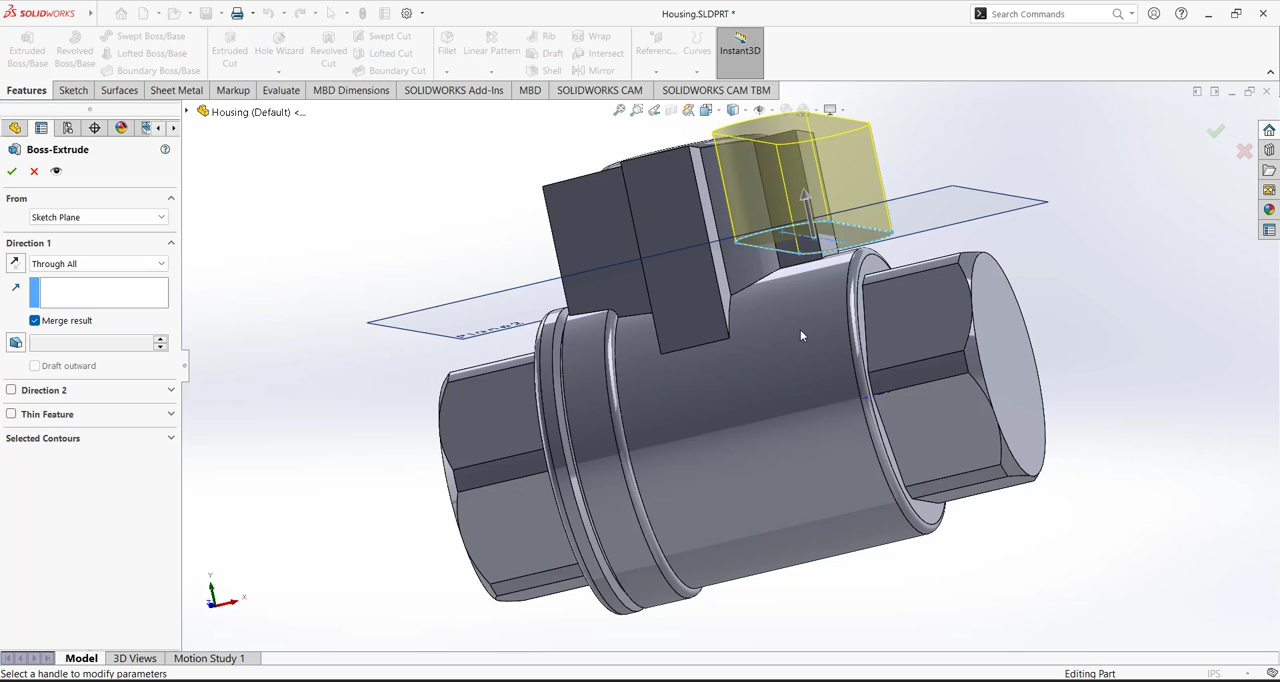 SOLIDWORKS
Housing.SLDPRT *
Search Commands
Extruded Boss/Base
Revolved Boss/Base
Swept Boss/Base
Lofted Boss/Base
Boundary Boss/Base
Extruded Cut
Hole Wizard
Revolved Cut
Swept Cut
Lofted Cut
Boundary Cut
Fillet
Linear Pattern
Rib
Draft
Shell
Wrap
Intersect
Mirror
Referenc...
Curves
Instant3D
Features
Sketch
Surfaces
Sheet Metal
Markup
Evaluate
MBD Dimensions
SOLIDWORKS Add-Ins
MBD
SOLIDWORKS CAM
SOLIDWORKS CAM TBM
Housing (Default) <...
Boss-Extrude
From
Sketch Plane
Direction 1
Through All
Merge result
Draft outward
Direction 2
Thin Feature
Selected Contours
Y
X
Z
Model
3D Views
Motion Study 1
Select a handle to modify parameters
Editing Part
IPS